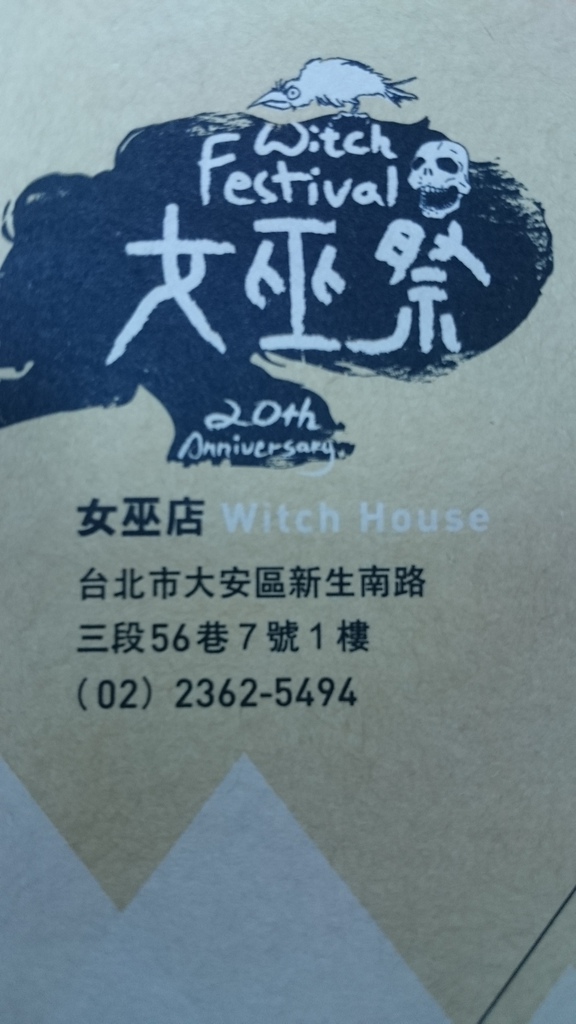 Witch
Festival
女巫祭
20th
Anniversary
女巫店 Witch House
台北市大安區新生南路
三段56巷7號1樓
(02) 2362-5494